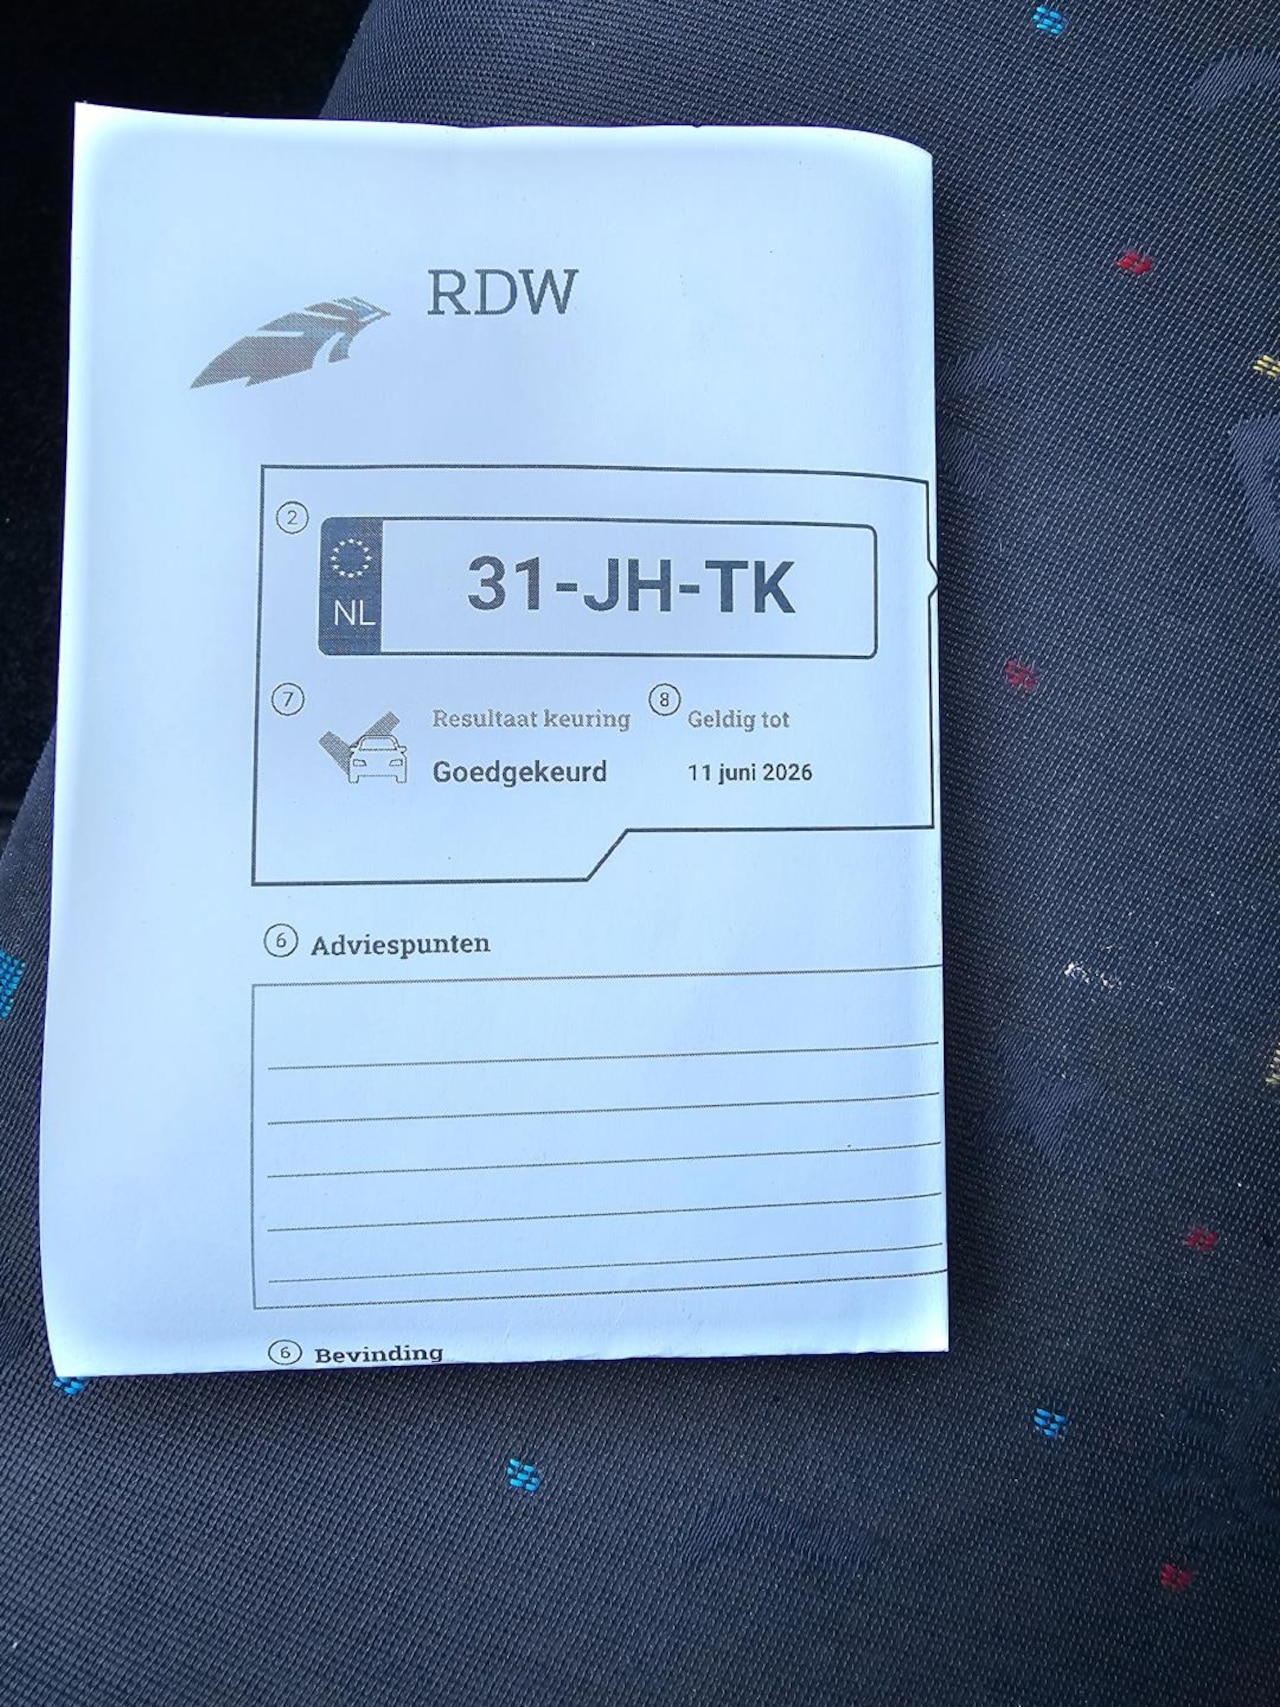 RDW
2
NL
31-JH-TK
7
Resultaat keuring
8
Geldig tot
Goedgekeurd
11 juni 2026
6 Adviespunten
6 Bevinding